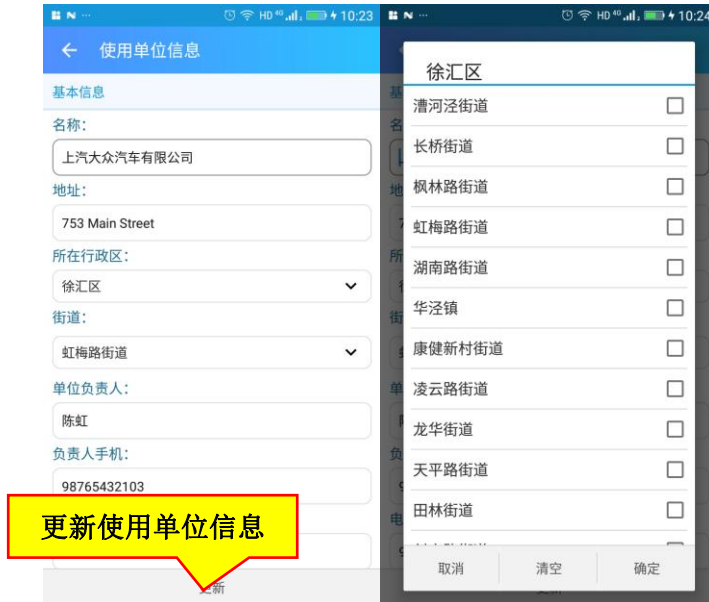 HD 4G 10:23
使用单位信息
基本信息
名称：
上汽大众汽车有限公司
地址：
753 Main Street
所在行政区：
徐汇区
街道：
虹梅路街道
单位负责人：
陈虹
负责人手机：
98765432103
更新使用单位信息
更新
HD 4G 10:24
徐汇区
漕河泾街道
长桥街道
枫林路街道
虹梅路街道
湖南路街道
华泾镇
康健新村街道
凌云路街道
龙华街道
天平路街道
田林街道
取消 清空 确定